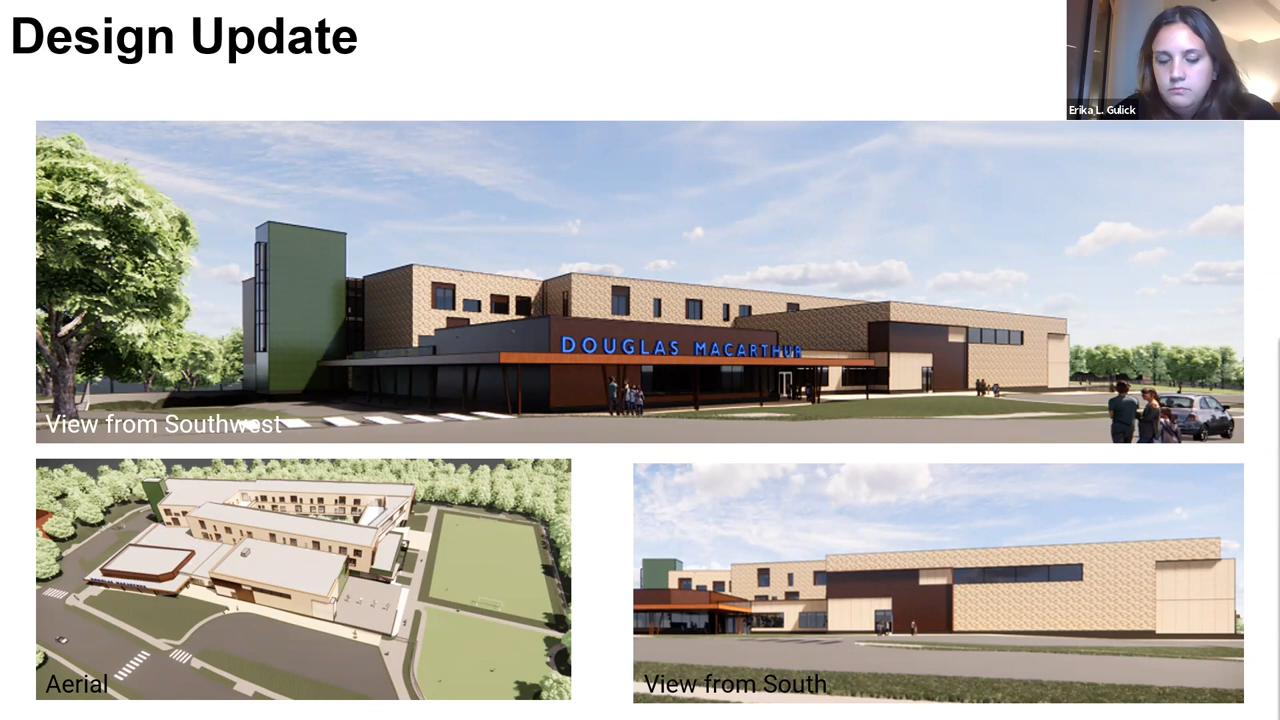 Design Update
Erika L. Gulick
DOUGLAS MACARTHUR
View from Southwest
Aerial
View from South